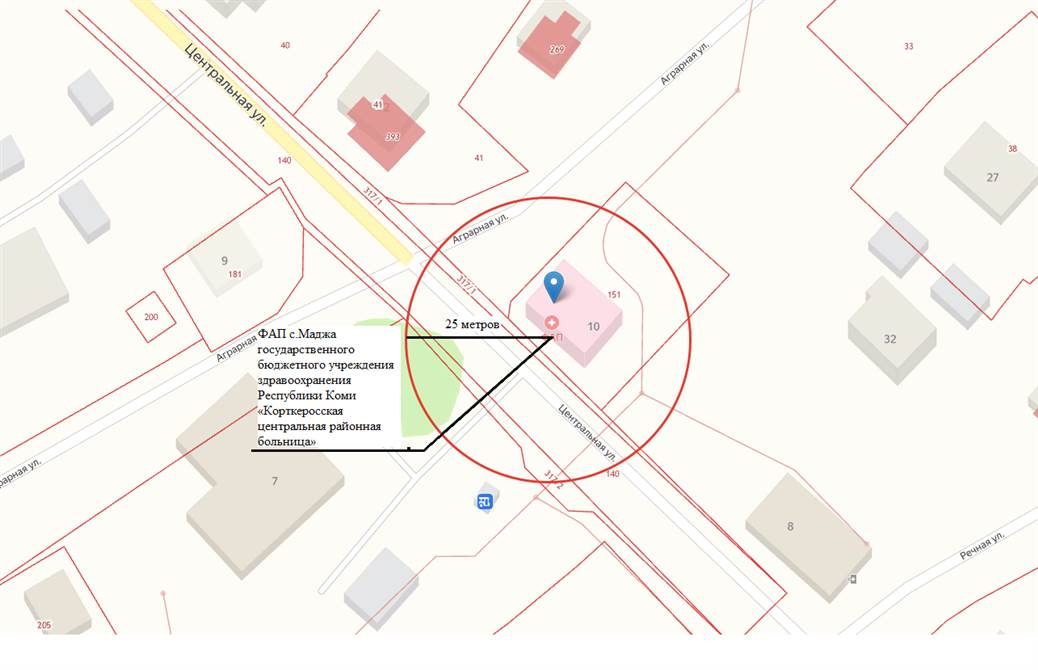 40
269
33
Центральная ул.
Аграрная ул.
41
393
41
140
38
27
317/1
Аграрная ул.
9
181
317/1
151
200
25 метров
10
ФАП
32
Аграрная ул.
ФАП с.Маджа
государственного
бюджетного учреждения
здравоохранения
Республики Коми
«Корткеросская
центральная районная
больница»
Центральная ул.
140
317/2
7
8
Речная ул.
205